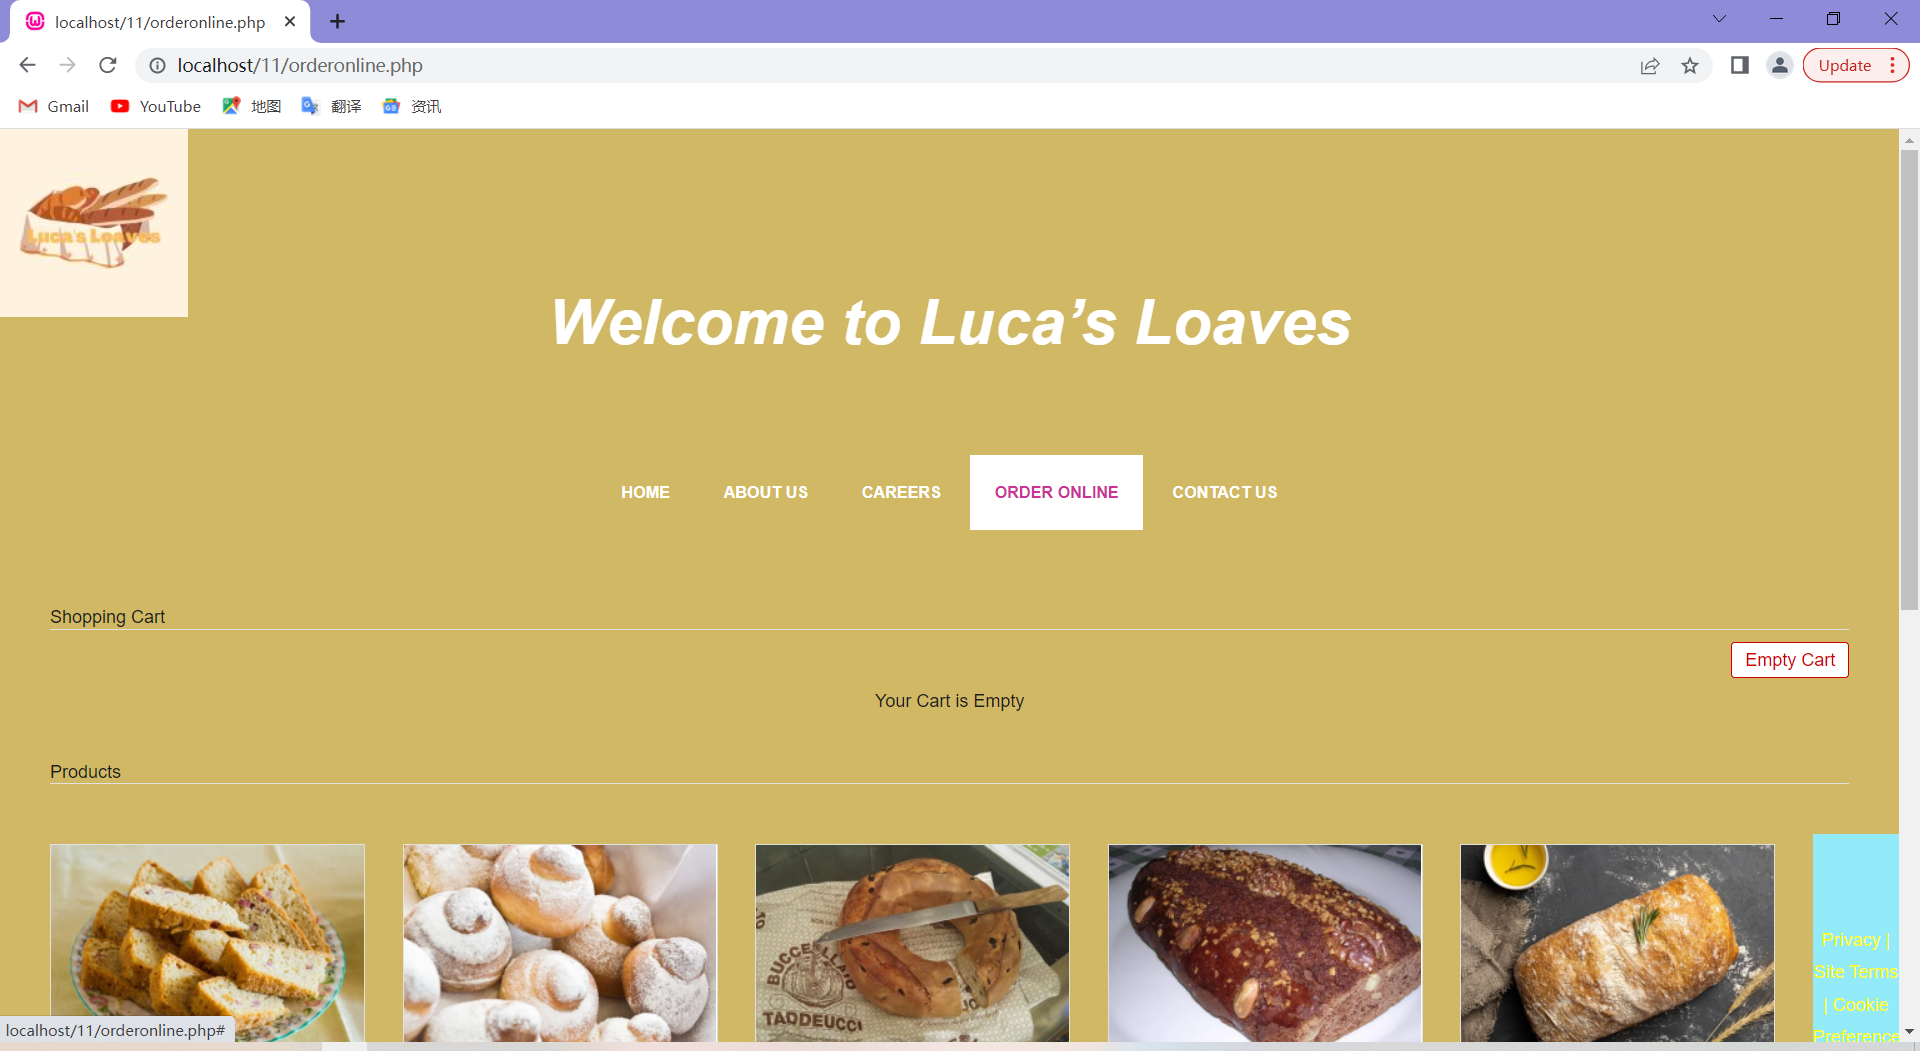 localhost/11/orderonline.php
localhost/11/orderonline.php
Update
Gmail
YouTube
地图
翻译
资讯
Luca's Loaves
Welcome to Luca’s Loaves
HOME
ABOUT US
CAREERS
ORDER ONLINE
CONTACT US
Shopping Cart
Empty Cart
Your Cart is Empty
Products
BUCCELLATO
TADDEUCCI
Privacy |
Site Terms
| Cookie
Preference
localhost/11/orderonline.php#